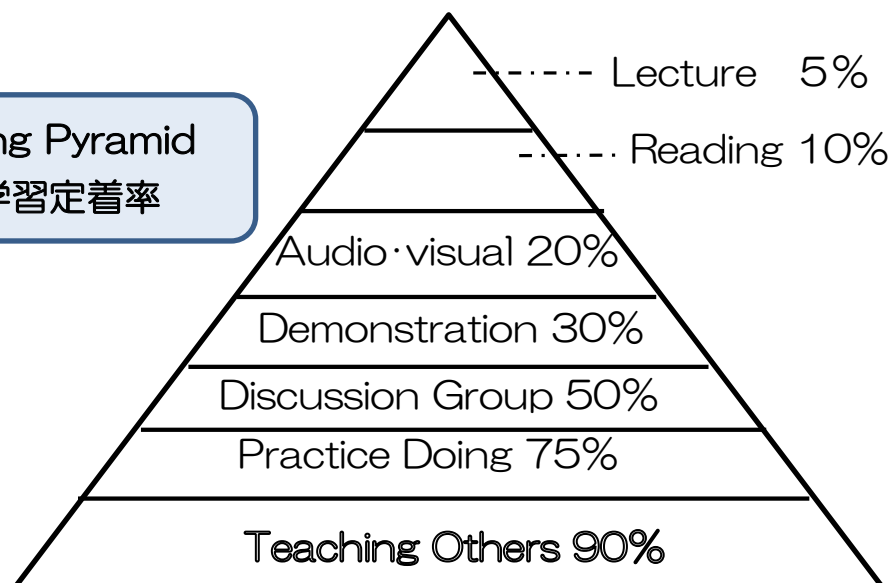 Lecture 5%
Pyramid
Reading 10%
学習定着率
Audio・visual 20%
Demonstration 30%
Discussion Group 50%
Practice Doing 75%
Teaching Others 90%